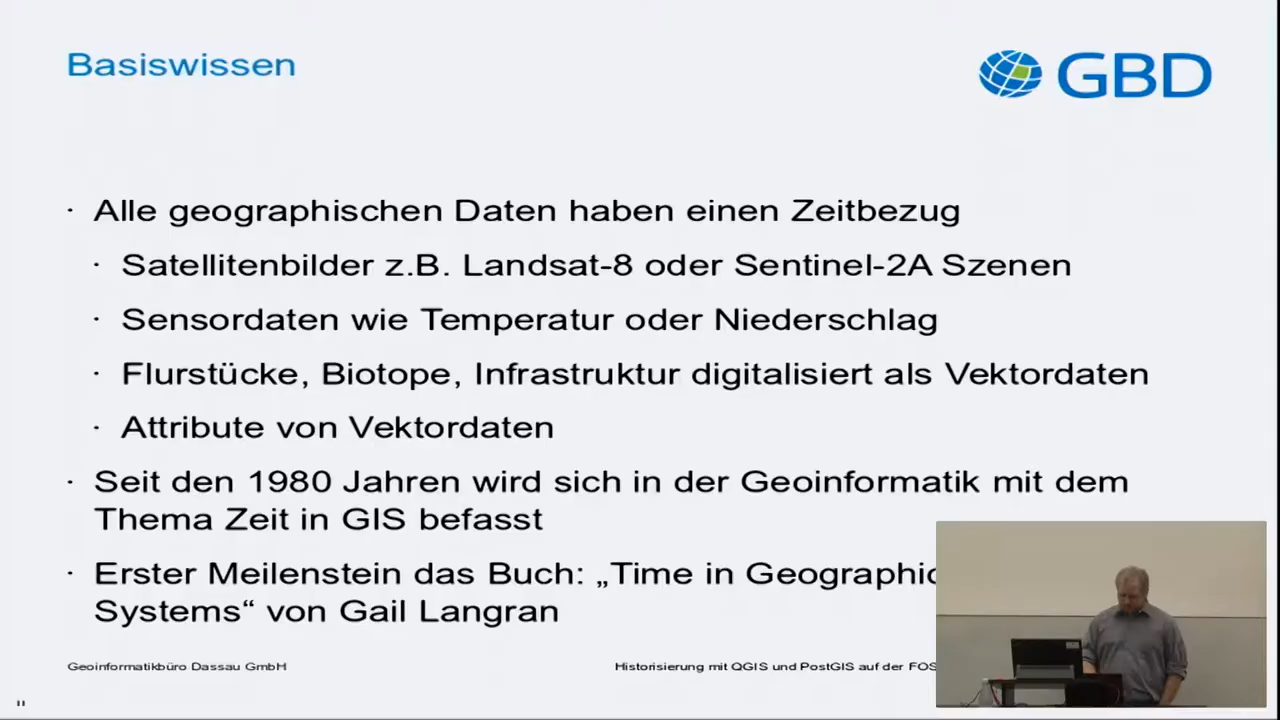 Basiswissen
GBD
· Alle geographischen Daten haben einen Zeitbezug
· Satellitenbilder z.B. Landsat-8 oder Sentinel-2A Szenen
· Sensordaten wie Temperatur oder Niederschlag
· Flurstücke, Biotope, Infrastruktur digitalisiert als Vektordaten
· Attribute von Vektordaten
· Seit den 1980 Jahren wird sich in der Geoinformatik mit dem
Thema Zeit in GIS befasst
· Erster Meilenstein das Buch: „Time in Geographic
Systems“ von Gail Langran
Geoinformatikbüro Dassau GmbH
Historisierung mit QGIS und PostGIS auf der FOS